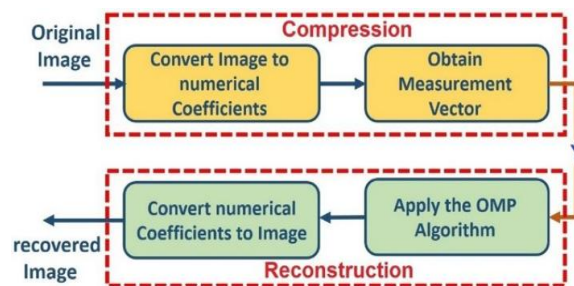 Compression
Original
Image
Convert Image to
numerical
Coefficients
Obtain
Measurement
Vector
Convert numerical
Coefficients to Image
Apply the OMP
Algorithm
recovered
Image
Reconstruction